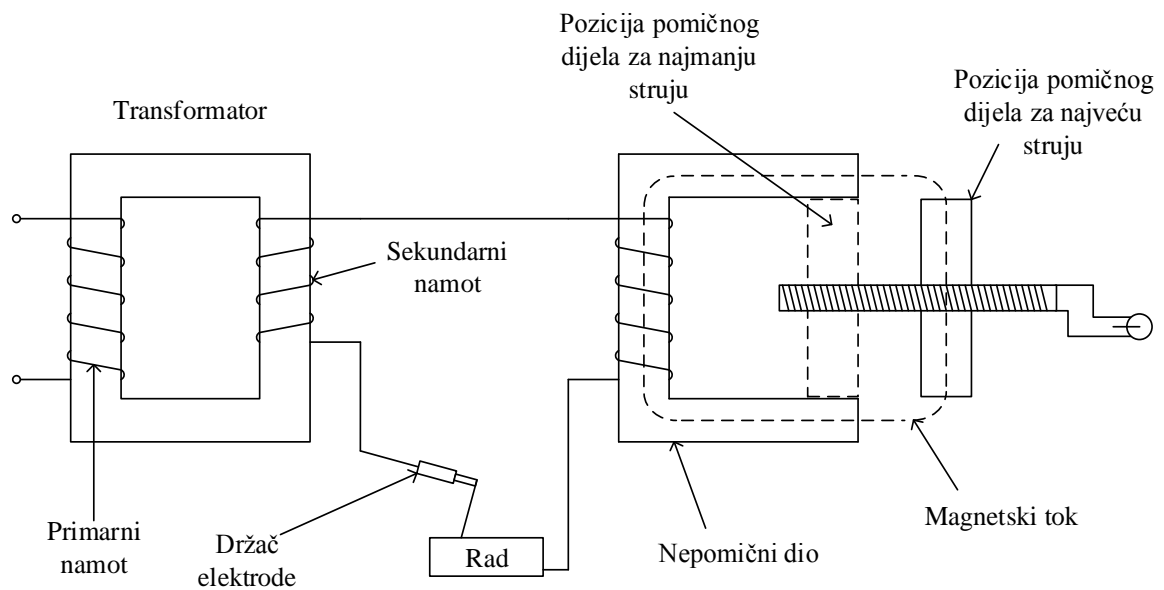 Pozicija pomičnog
dijela za najmanju
struju
Pozicija pomičnog
dijela za najveću
struju
Transformator
Sekundarni
namot
Magnetski tok
Primarni
namot
Držač
elektrode
Rad
Nepomični dio